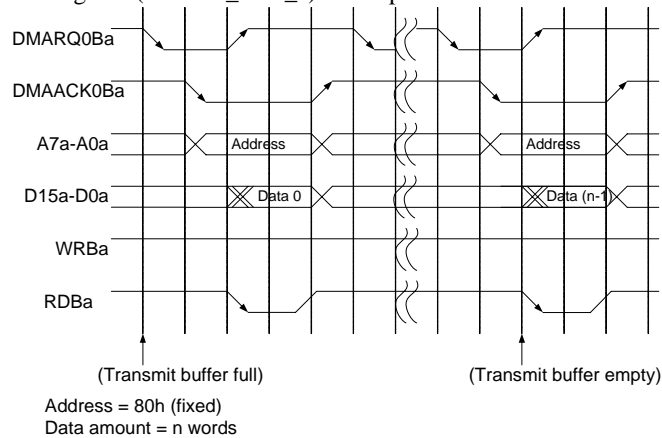 DMARQ0Ba
DMAACK0Ba
A7a-A0a Address Address
D15a-D0a Data 0 Data (n-1)
WRBa
RDBa
(Transmit buffer full) (Transmit buffer empty)
Address = 80h (fixed)
Data amount = n words